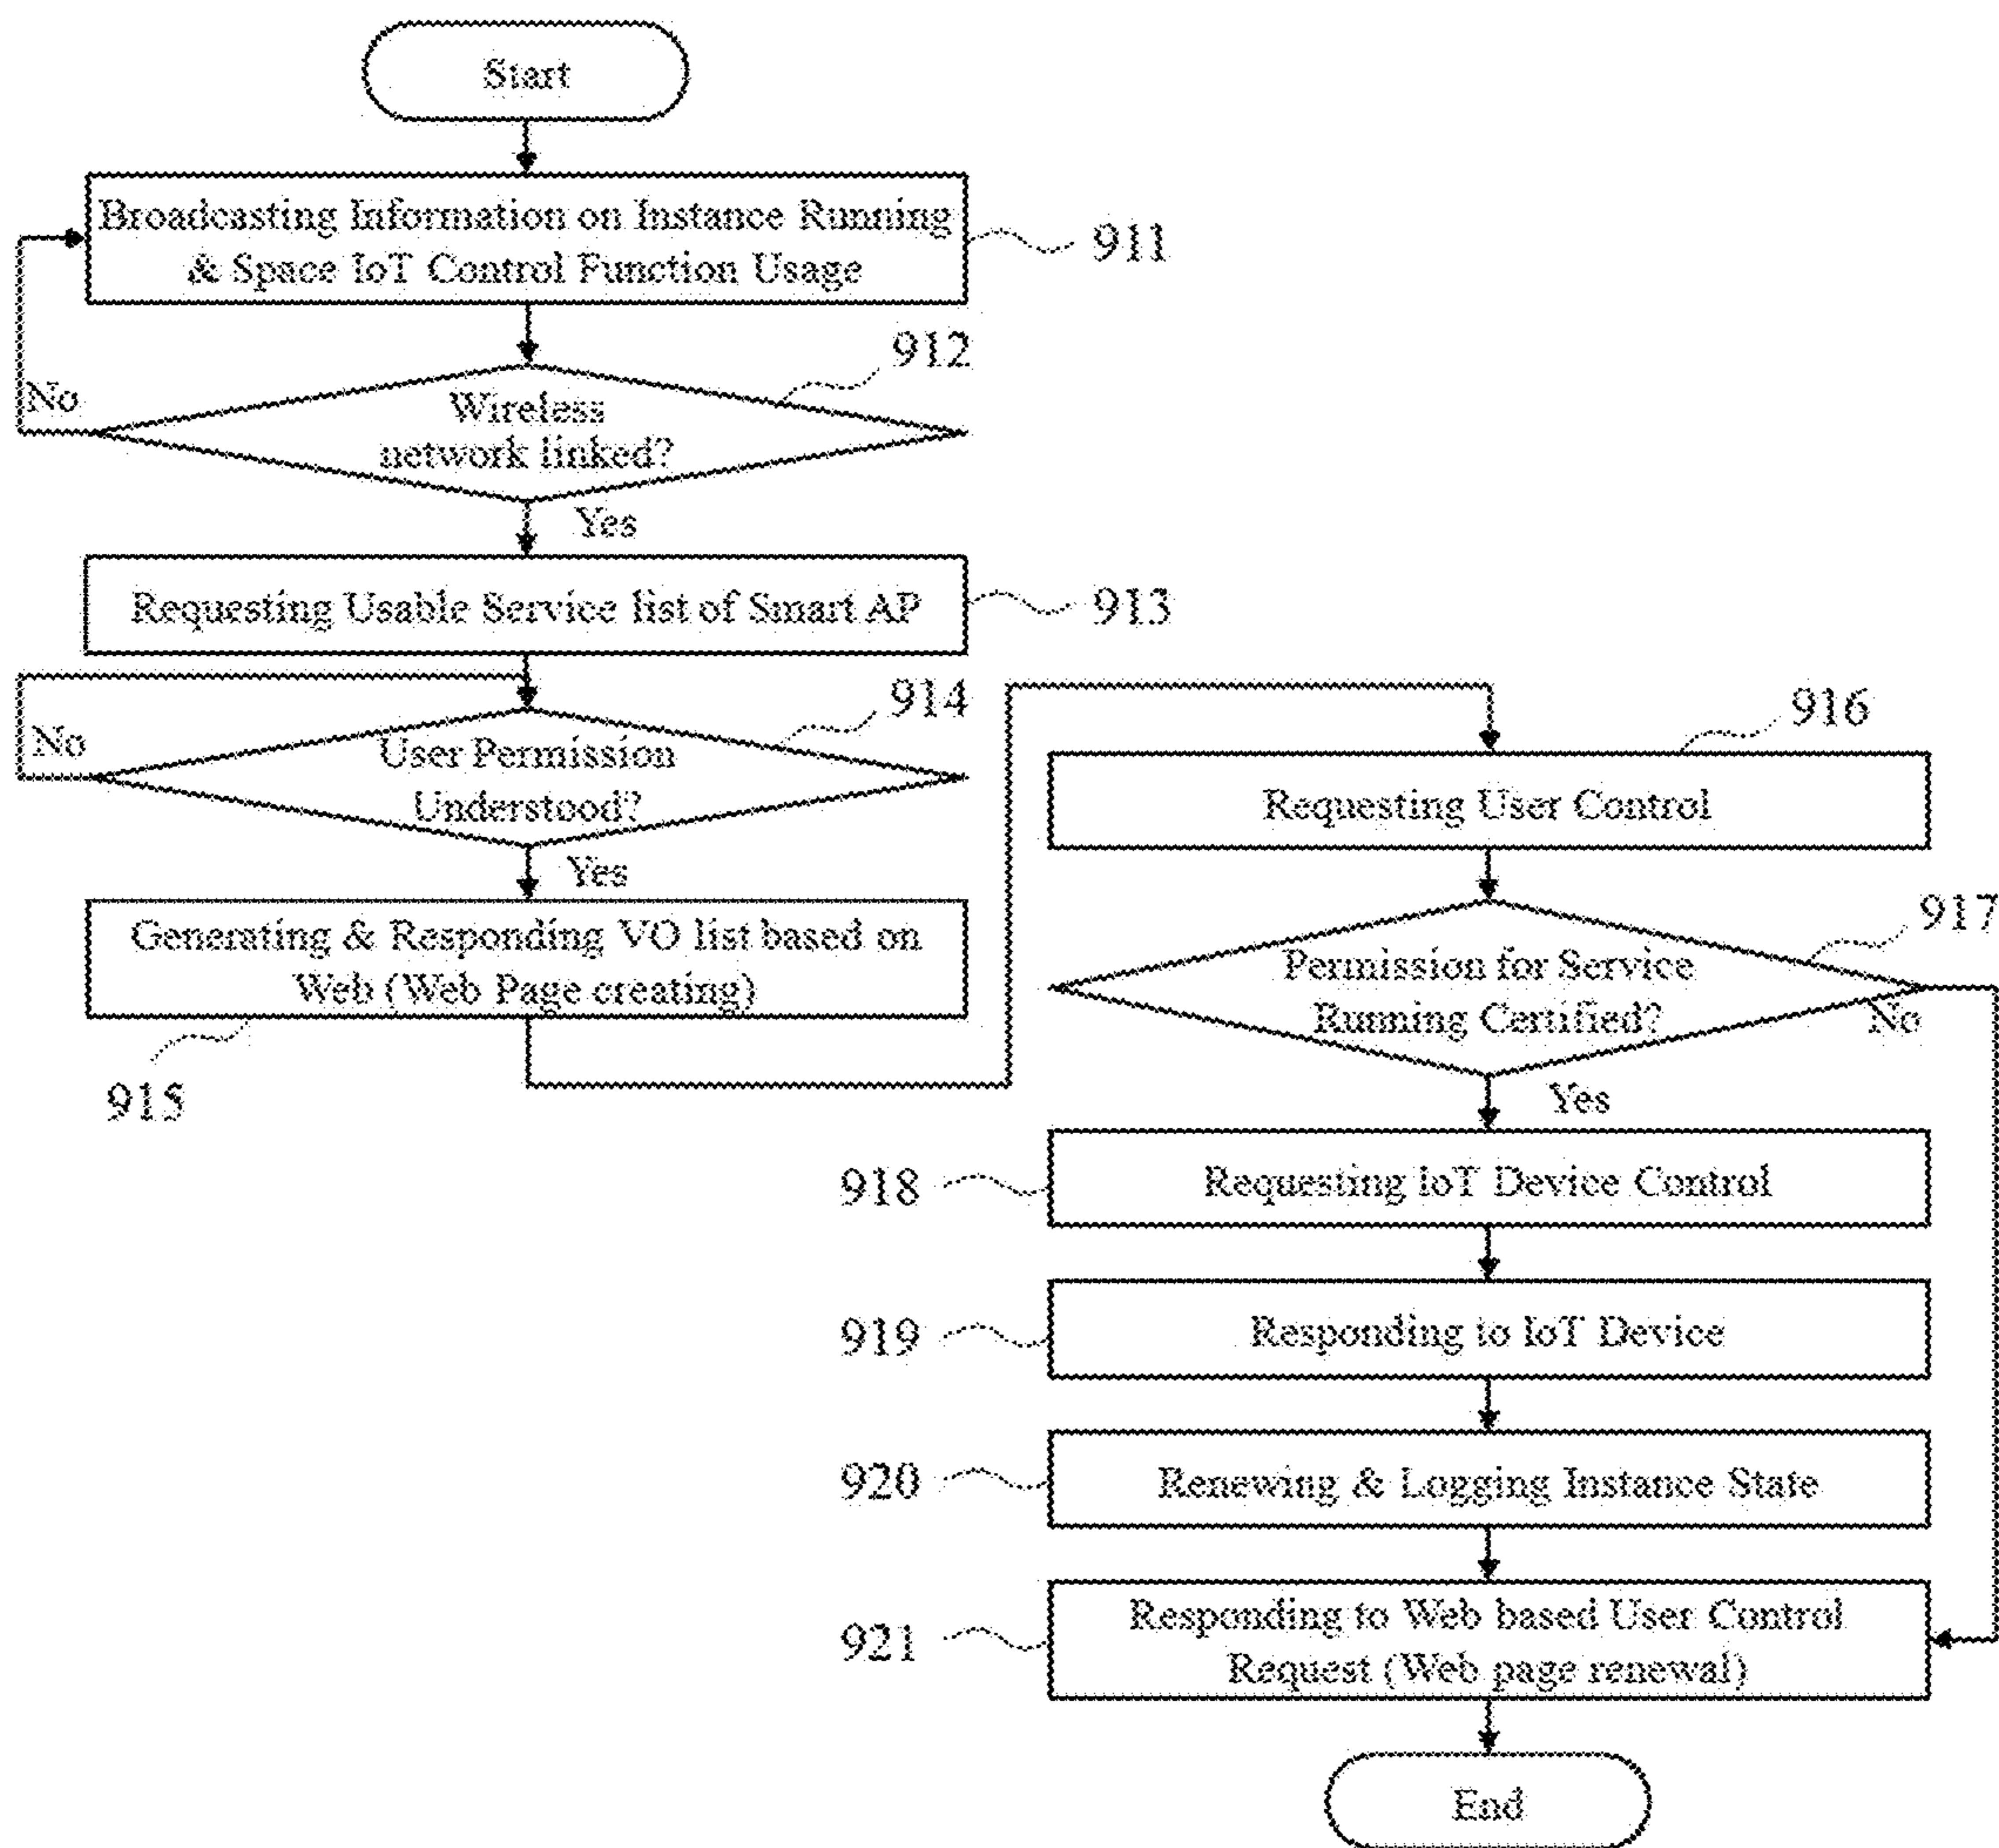 Start
Broadcasting Information on Instance Running
& Space IoT Control Function Usage
911
912
No
Wireless
network linked?
Yes
Requesting Usable Service list of Smart AP
913
914
No
User Permission
Understood?
Yes
Generating & Responding VO list based on
Web (Web Page creating)
915
916
Requesting User Control
917
Permission for Service
Running Certified?
No
Yes
918
Requesting IoT Device Control
919
Responding to IoT Device
920
Renewing & Logging Instance State
921
Responding to Web based User Control
Request (Web page renewal)
End